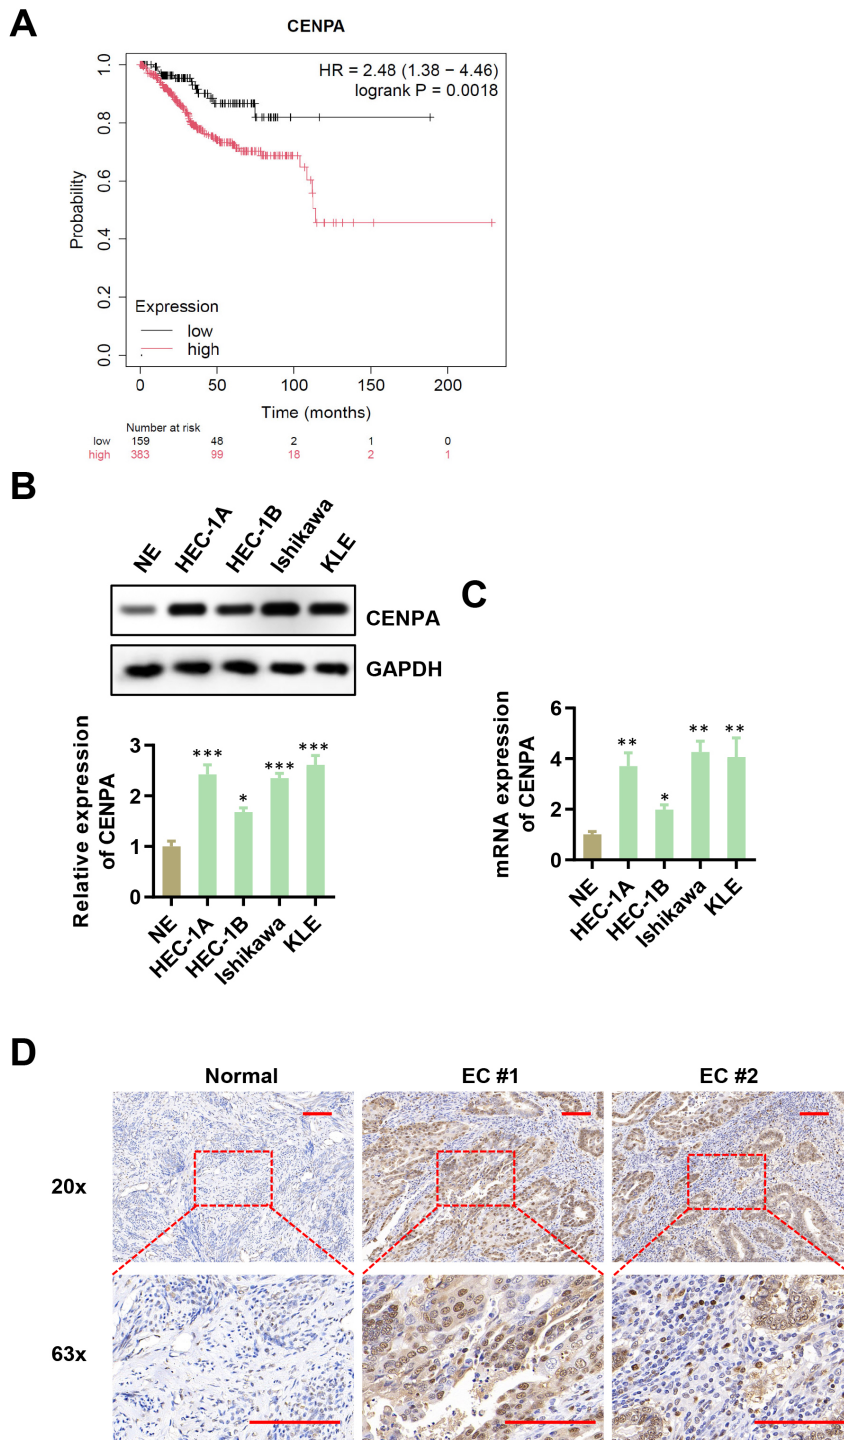 A
CENPA
HR = 2.48 (1.38 − 4.46)
logrank P = 0.0018
1.0
0.8
0.6
0.4
0.2
0.0
Probability
Expression
low
high
0 50 100 150 200
Time (months)
Number at risk
low 159 48 2 1 0
high 383 99 18 2 1
B
NE HEC-1A HEC-1B Ishikawa KLE
CENPA
GAPDH
Relative expression
of CENPA
3
2
1
0
*** * *** ***
NE HEC-1A HEC-1B Ishikawa KLE
C
mRNA expression
of CENPA
6
4
2
0
** * ** **
NE HEC-1A HEC-1B Ishikawa KLE
D
Normal EC #1 EC #2
20x
63x